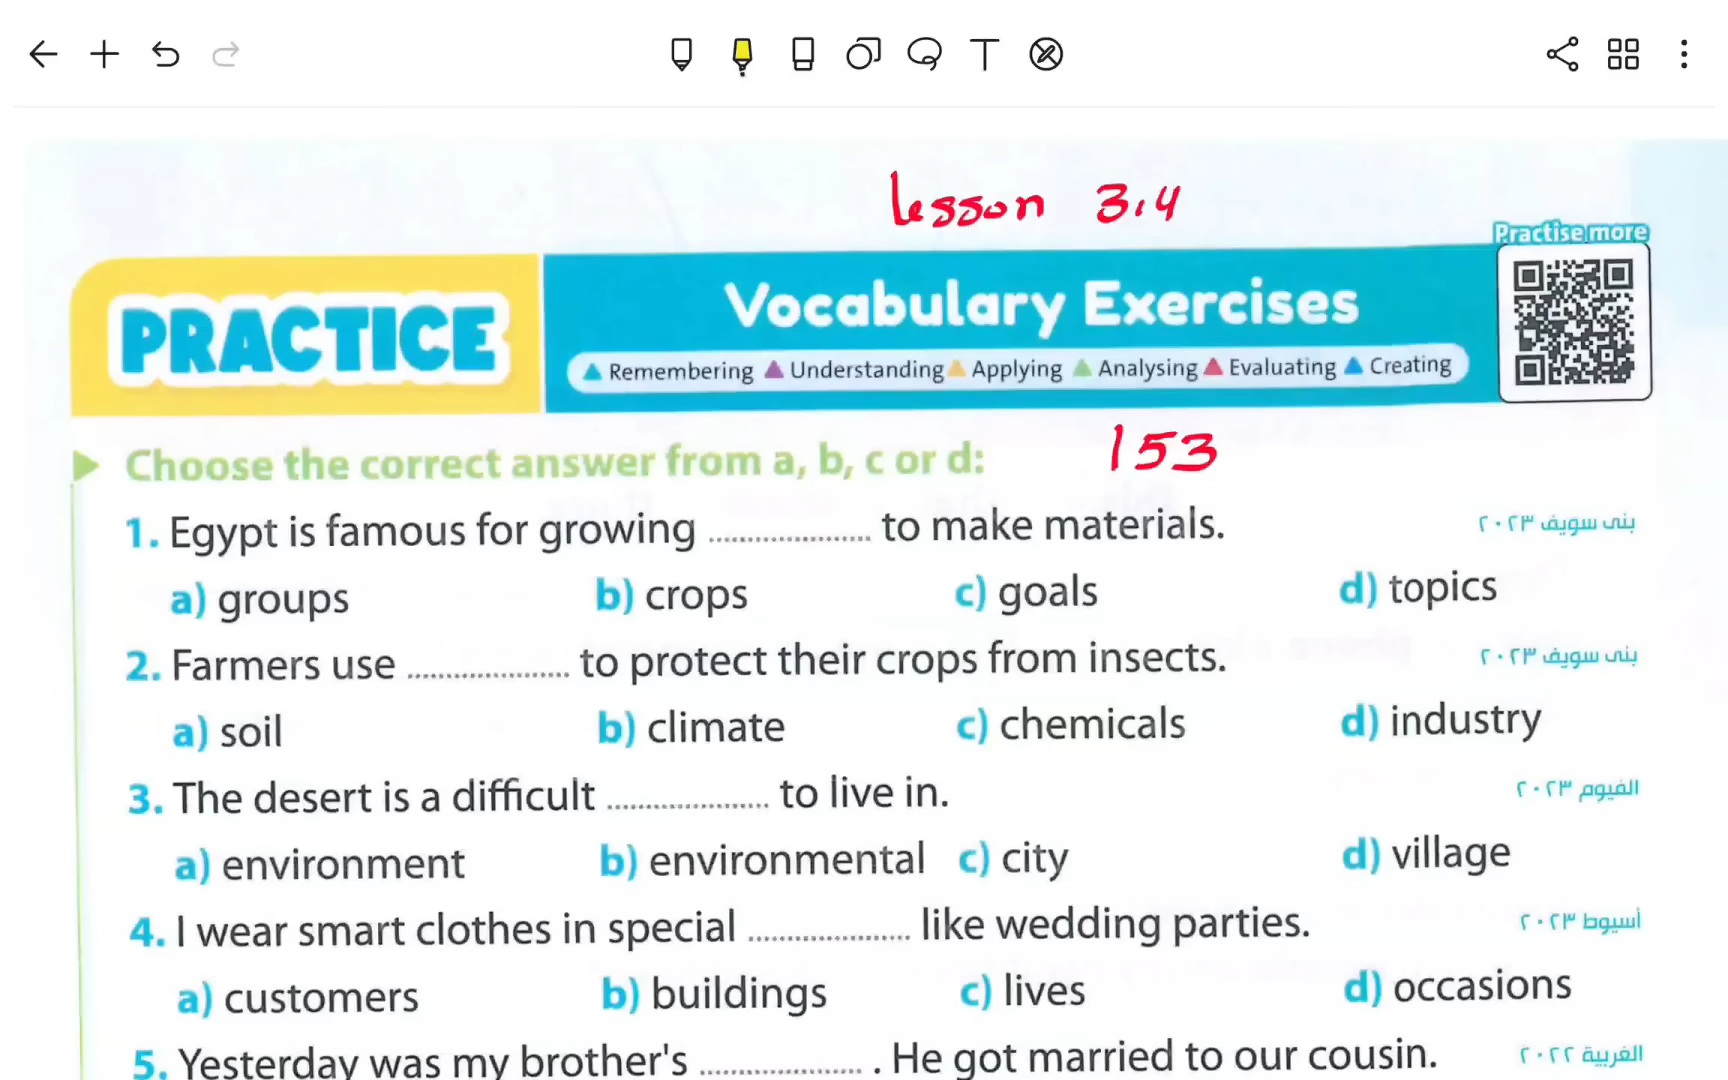 lesson 3.4
Practise more
PRACTICE
Vocabulary Exercises
Remembering Understanding Applying Analysing Evaluating Creating
Choose the correct answer from a, b, c or d:
153
1. Egypt is famous for growing .................... to make materials. بنى سويف ٢٠٢٣
a) groups b) crops c) goals d) topics
2. Farmers use .................... to protect their crops from insects. بنى سويف ٢٠٢٣
a) soil b) climate c) chemicals d) industry
3. The desert is a difficult .................... to live in. الفيوم ٢٠٢٣
a) environment b) environmental c) city d) village
4. I wear smart clothes in special .................... like wedding parties. أسيوط ٢٠٢٣
a) customers b) buildings c) lives d) occasions
5. Yesterday was my brother's .................... . He got married to our cousin. الغربية ٢٠٢٢